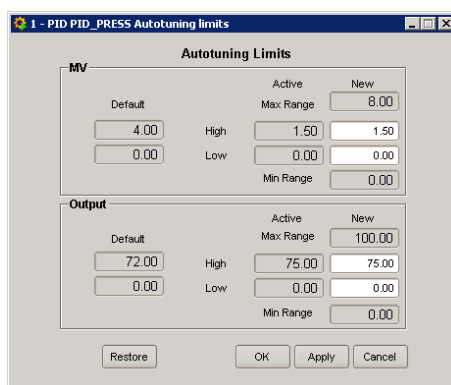 1 - PID PID_PRESS Autotuning limits
Autotuning Limits
MV
Active New
Default Max Range 8.00
4.00 High 1.50 1.50
0.00 Low 0.00 0.00
Min Range 0.00
Output
Active New
Default Max Range 100.00
72.00 High 75.00 75.00
0.00 Low 0.00 0.00
Min Range 0.00
Restore OK Apply Cancel